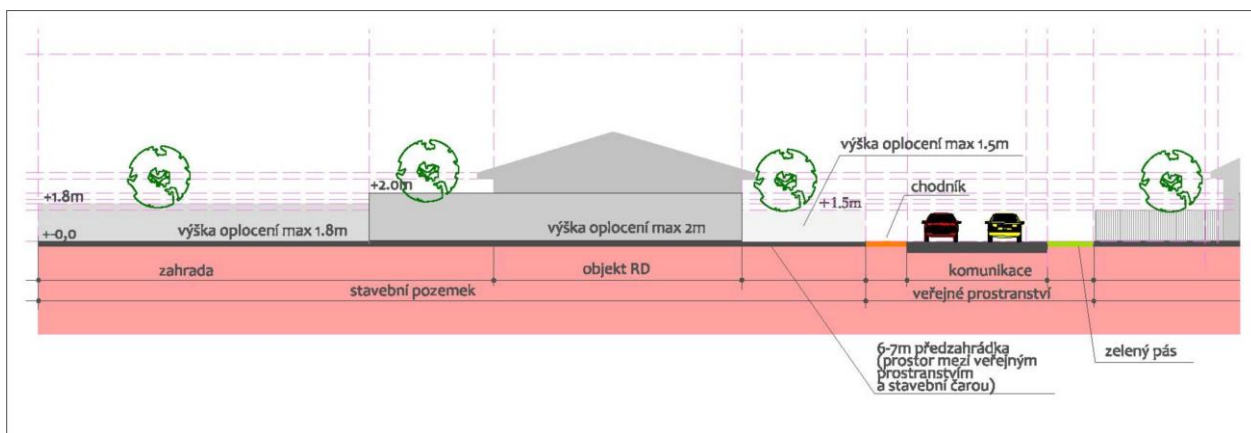 výška oplocení max 1.5m
chodník
+2.0m
+1.8m
+1.5m
+-0,0
výška oplocení max 1.8m
výška oplocení max 2m
zahrada
objekt RD
komunikace
stavební pozemek
veřejné prostranství
6-7m předzahrádka
(prostor mezi veřejným
prostranstvím
a stavební čarou)
zelený pás